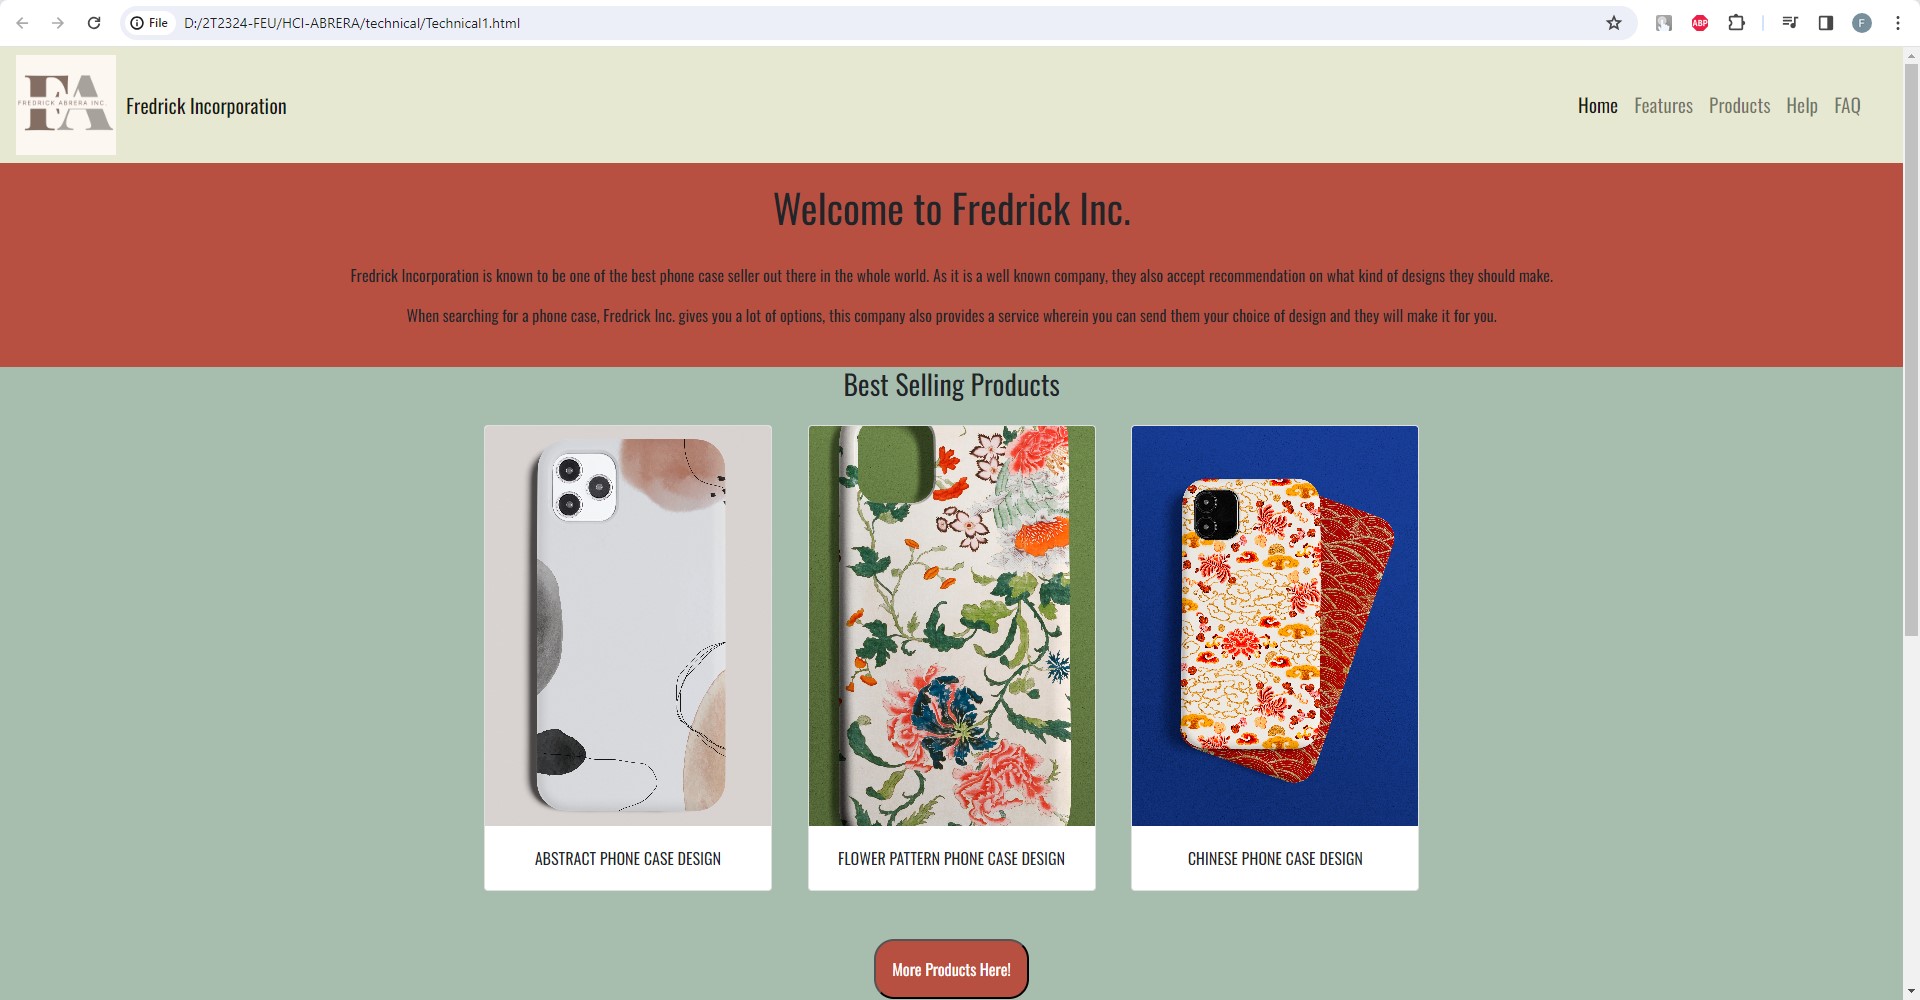 File
D:/2T2324-FEU/HCI-ABRERA/technical/Technical1.html
ABP
F
FA
FREDRICK ABRERA INC.
Fredrick Incorporation
Home Features Products Help FAQ
Welcome to Fredrick Inc.
Fredrick Incorporation is known to be one of the best phone case seller out there in the whole world. As it is a well known company, they also accept recommendation on what kind of designs they should make.
When searching for a phone case, Fredrick Inc. gives you a lot of options, this company also provides a service wherein you can send them your choice of design and they will make it for you.
Best Selling Products
ABSTRACT PHONE CASE DESIGN
FLOWER PATTERN PHONE CASE DESIGN
CHINESE PHONE CASE DESIGN
More Products Here!